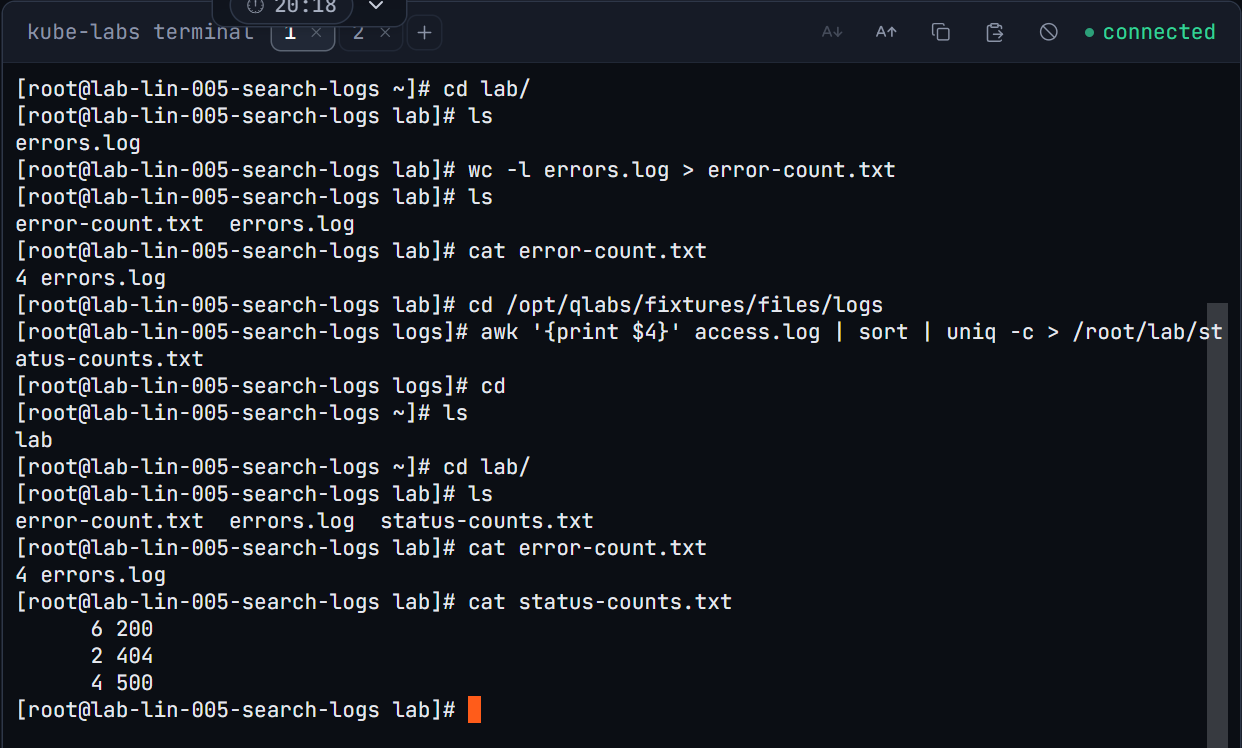 20:18
kube-labs terminal 1 × 2 × + A↓ A↑ connected
[root@lab-lin-005-search-logs ~]# cd lab/
[root@lab-lin-005-search-logs lab]# ls
errors.log
[root@lab-lin-005-search-logs lab]# wc -l errors.log > error-count.txt
[root@lab-lin-005-search-logs lab]# ls
error-count.txt  errors.log
[root@lab-lin-005-search-logs lab]# cat error-count.txt
4 errors.log
[root@lab-lin-005-search-logs lab]# cd /opt/qlabs/fixtures/files/logs
[root@lab-lin-005-search-logs logs]# awk '{print $4}' access.log | sort | uniq -c > /root/lab/st
atus-counts.txt
[root@lab-lin-005-search-logs logs]# cd
[root@lab-lin-005-search-logs ~]# ls
lab
[root@lab-lin-005-search-logs ~]# cd lab/
[root@lab-lin-005-search-logs lab]# ls
error-count.txt  errors.log  status-counts.txt
[root@lab-lin-005-search-logs lab]# cat error-count.txt
4 errors.log
[root@lab-lin-005-search-logs lab]# cat status-counts.txt
      6 200
      2 404
      4 500
[root@lab-lin-005-search-logs lab]#